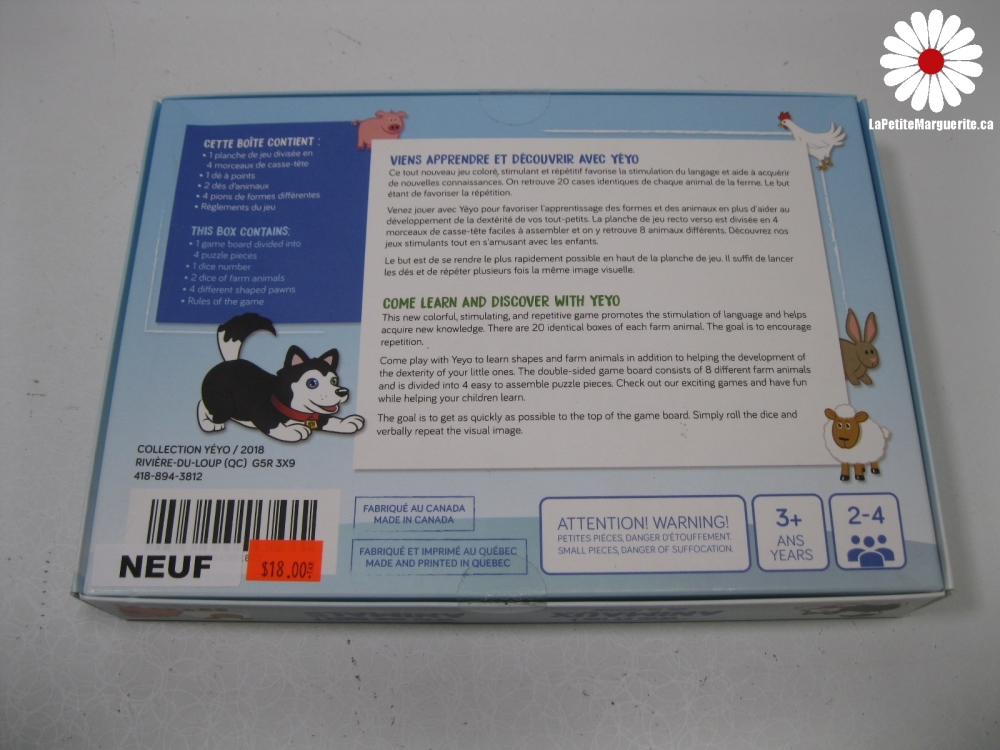 LaPetiteMarguerite.ca
CETTE BOÎTE CONTIENT :
• 1 planche de jeu divisée en
4 morceaux de casse-tête
• 1 dé à points
• 2 dés d'animaux
• 4 pions de formes différentes
• Règlements du jeu
THIS BOX CONTAINS:
• 1 game board divided into
4 puzzle pieces
• 1 dice number
• 2 dice of farm animals
• 4 different shaped pawns
• Rules of the game
VIENS APPRENDRE ET DÉCOUVRIR AVEC YÉYO
Ce tout nouveau jeu coloré, stimulant et répétitif favorise la stimulation du langage et aide à acquérir
de nouvelles connaissances. On retrouve 20 cases identiques de chaque animal de la ferme. Le but
étant de favoriser la répétition.
Venez jouer avec Yéyo pour favoriser l'apprentissage des formes et des animaux en plus d'aider au
développement de la dextérité de vos tout-petits. La planche de jeu recto verso est divisée en 4
morceaux de casse-tête faciles à assembler et on y retrouve 8 animaux différents. Découvrez nos
jeux stimulants tout en s'amusant avec les enfants.
Le but est de se rendre le plus rapidement possible en haut de la planche de jeu. Il suffit de lancer
les dés et de répéter plusieurs fois la même image visuelle.
COME LEARN AND DISCOVER WITH YEYO
This new colorful, stimulating, and repetitive game promotes the stimulation of language and helps
acquire new knowledge. There are 20 identical boxes of each farm animal. The goal is to encourage
repetition.
Come play with Yeyo to learn shapes and farm animals in addition to helping the development of
the dexterity of your little ones. The double-sided game board consists of 8 different farm animals
and is divided into 4 easy to assemble puzzle pieces. Check out our exciting games and have fun
while helping your children learn.
The goal is to get as quickly as possible to the top of the game board. Simply roll the dice and
verbally repeat the visual image.
COLLECTION YÉYO / 2018
RIVIÈRE-DU-LOUP (QC) G5R 3X9
418-894-3812
NEUF
$18.00
FABRIQUÉ AU CANADA
MADE IN CANADA
FABRIQUÉ ET IMPRIMÉ AU QUÉBEC
MADE AND PRINTED IN QUEBEC
ATTENTION! WARNING!
PETITES PIÈCES, DANGER D'ÉTOUFFEMENT.
SMALL PIECES, DANGER OF SUFFOCATION.
3+
ANS
YEARS
2-4